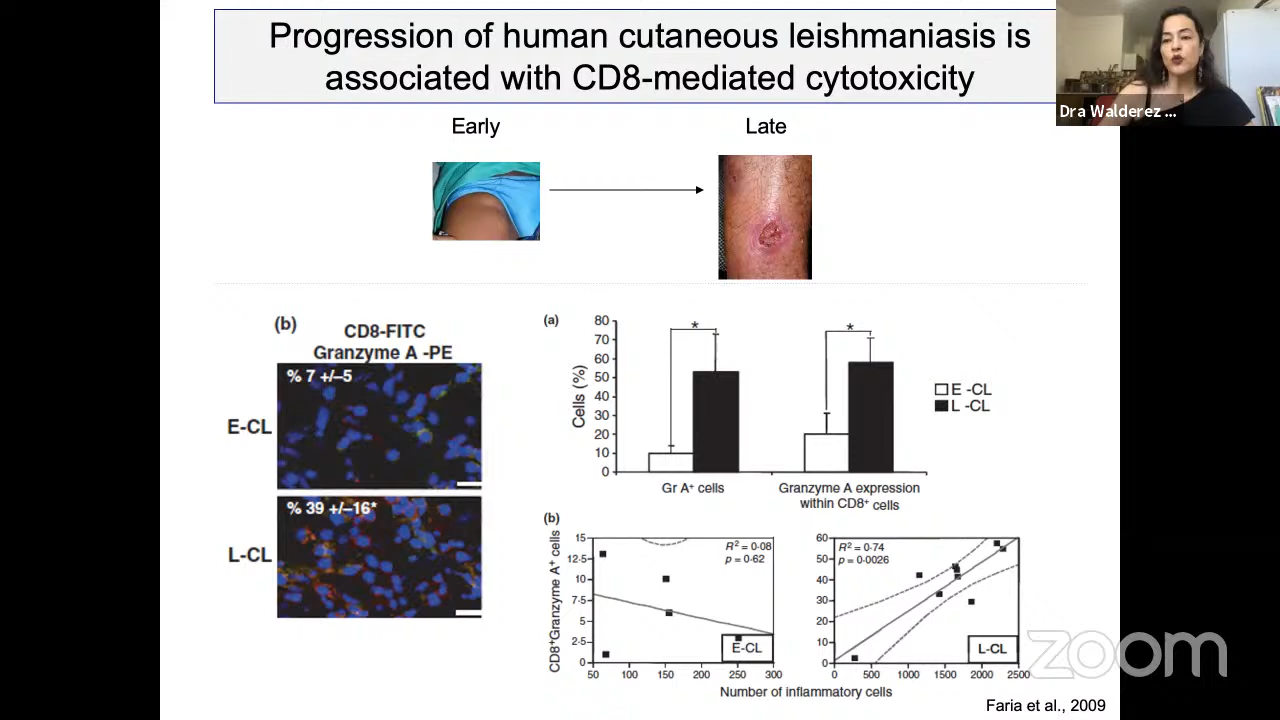 Progression of human cutaneous leishmaniasis is
associated with CD8-mediated cytotoxicity
Dra Walderez ...
Early
Late
(b)
CD8-FITC
Granzyme A -PE
% 7 +/–5
E-CL
% 39 +/–16*
L-CL
(a)
80
70
60
50
40
30
20
10
0
Cells (%)
*
*
Gr A⁺ cells
Granzyme A expression
within CD8⁺ cells
E -CL
L -CL
(b)
CD8⁺Granzyme A⁺ cells
15
12·5
10
7·5
5
2·5
0
R² = 0·08
p = 0·62
E-CL
50 100 150 200 250 300
60
50
40
30
20
10
0
R² = 0·74
p = 0·0026
L-CL
0 500 1000 1500 2000 2500
Number of inflammatory cells
Faria et al., 2009
zoom